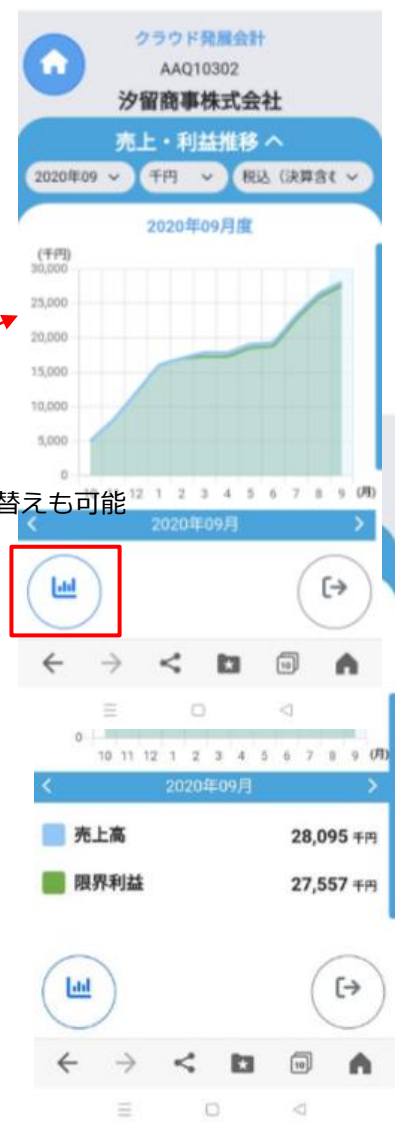 クラウド発展会計
AAQ10302
汐留商事株式会社
売上・利益推移 へ
2020年09
千円
税込（決算含む
2020年09月度
(千円)
30,000
25,000
20,000
15,000
10,000
5,000
0
12 1 2 3 4 5 6 7 8 9 (月)
替えも可能
2020年09月
10
0
10 11 12 1 2 3 4 5 6 7 8 9 (月)
2020年09月
売上高 28,095 千円
限界利益 27,557 千円
10